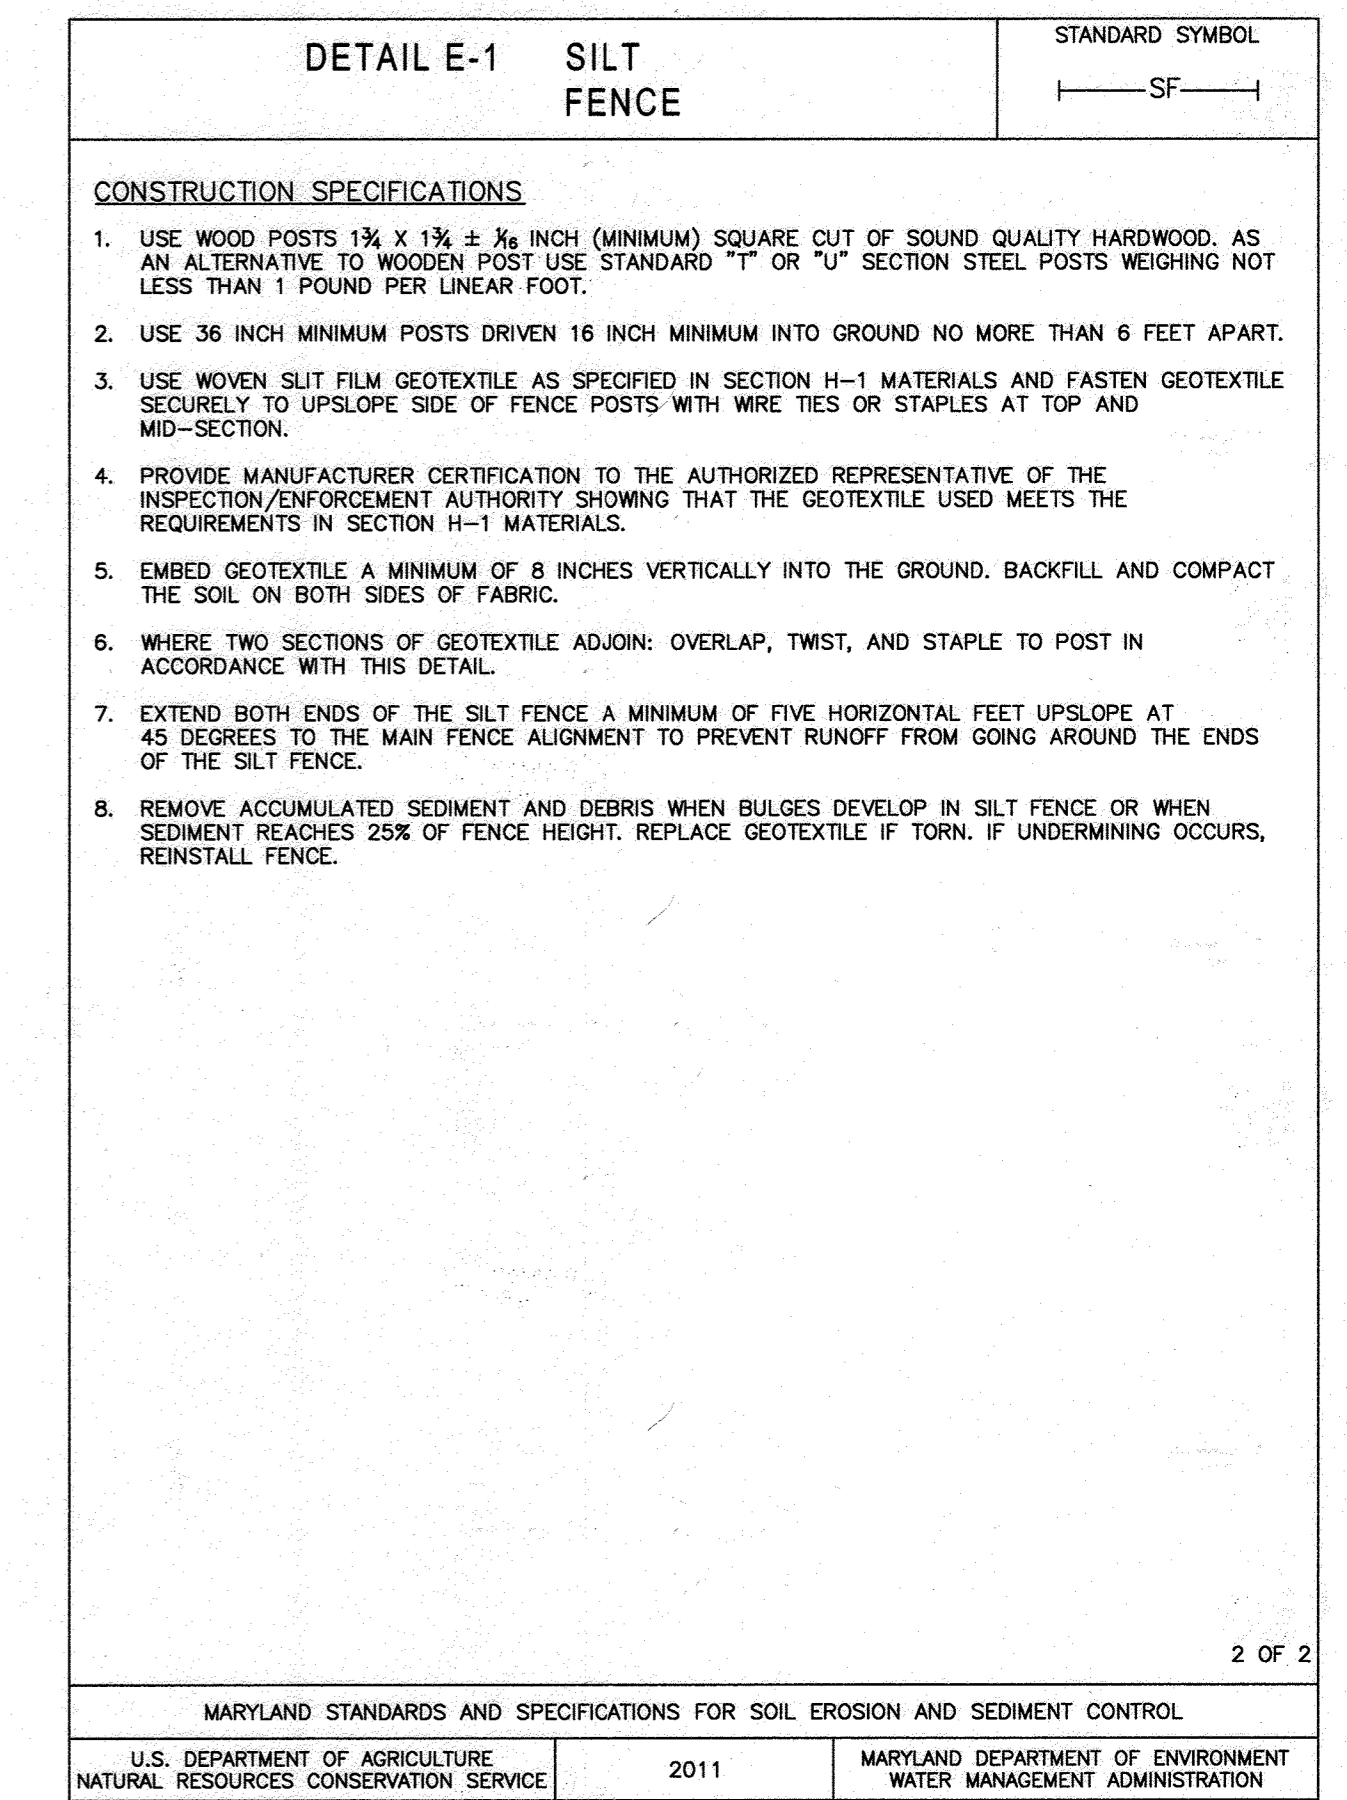 DETAIL E-1 SILT
FENCE
STANDARD SYMBOL
SF
CONSTRUCTION SPECIFICATIONS
1. USE WOOD POSTS 1¾ X 1¾ ± 1⁄16 INCH (MINIMUM) SQUARE CUT OF SOUND QUALITY HARDWOOD. AS
AN ALTERNATIVE TO WOODEN POST USE STANDARD "T" OR "U" SECTION STEEL POSTS WEIGHING NOT
LESS THAN 1 POUND PER LINEAR FOOT.
2. USE 36 INCH MINIMUM POSTS DRIVEN 16 INCH MINIMUM INTO GROUND NO MORE THAN 6 FEET APART.
3. USE WOVEN SLIT FILM GEOTEXTILE AS SPECIFIED IN SECTION H-1 MATERIALS AND FASTEN GEOTEXTILE
SECURELY TO UPSLOPE SIDE OF FENCE POSTS WITH WIRE TIES OR STAPLES AT TOP AND
MID-SECTION.
4. PROVIDE MANUFACTURER CERTIFICATION TO THE AUTHORIZED REPRESENTATIVE OF THE
INSPECTION/ENFORCEMENT AUTHORITY SHOWING THAT THE GEOTEXTILE USED MEETS THE
REQUIREMENTS IN SECTION H-1 MATERIALS.
5. EMBED GEOTEXTILE A MINIMUM OF 8 INCHES VERTICALLY INTO THE GROUND. BACKFILL AND COMPACT
THE SOIL ON BOTH SIDES OF FABRIC.
6. WHERE TWO SECTIONS OF GEOTEXTILE ADJOIN: OVERLAP, TWIST, AND STAPLE TO POST IN
ACCORDANCE WITH THIS DETAIL.
7. EXTEND BOTH ENDS OF THE SILT FENCE A MINIMUM OF FIVE HORIZONTAL FEET UPSLOPE AT
45 DEGREES TO THE MAIN FENCE ALIGNMENT TO PREVENT RUNOFF FROM GOING AROUND THE ENDS
OF THE SILT FENCE.
8. REMOVE ACCUMULATED SEDIMENT AND DEBRIS WHEN BULGES DEVELOP IN SILT FENCE OR WHEN
SEDIMENT REACHES 25% OF FENCE HEIGHT. REPLACE GEOTEXTILE IF TORN. IF UNDERMINING OCCURS,
REINSTALL FENCE.
2 OF 2
MARYLAND STANDARDS AND SPECIFICATIONS FOR SOIL EROSION AND SEDIMENT CONTROL
U.S. DEPARTMENT OF AGRICULTURE
NATURAL RESOURCES CONSERVATION SERVICE
2011
MARYLAND DEPARTMENT OF ENVIRONMENT
WATER MANAGEMENT ADMINISTRATION